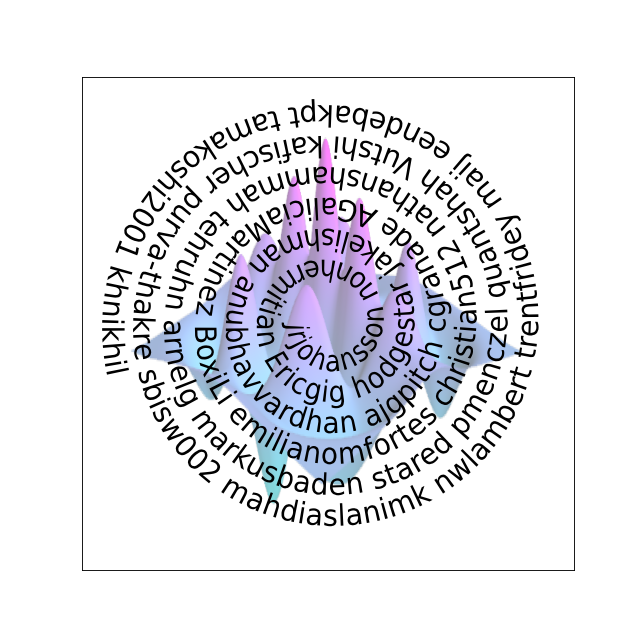 jrjohansson nonhermitian Ericgig hodgestar jakelishman anubhavvardhan ajgpitch cgranade AGaliciaMartinez BoxiLi emilianomfortes christian512 nathanshammah tehruhn arnelg markusbaden stared pmenczel quantshah Vutshi kafischer purva-thakre sbisw002 mahdiaslanimk nwlambert trentfridey maij eendebakpt tamakoshi2001 khnikhil